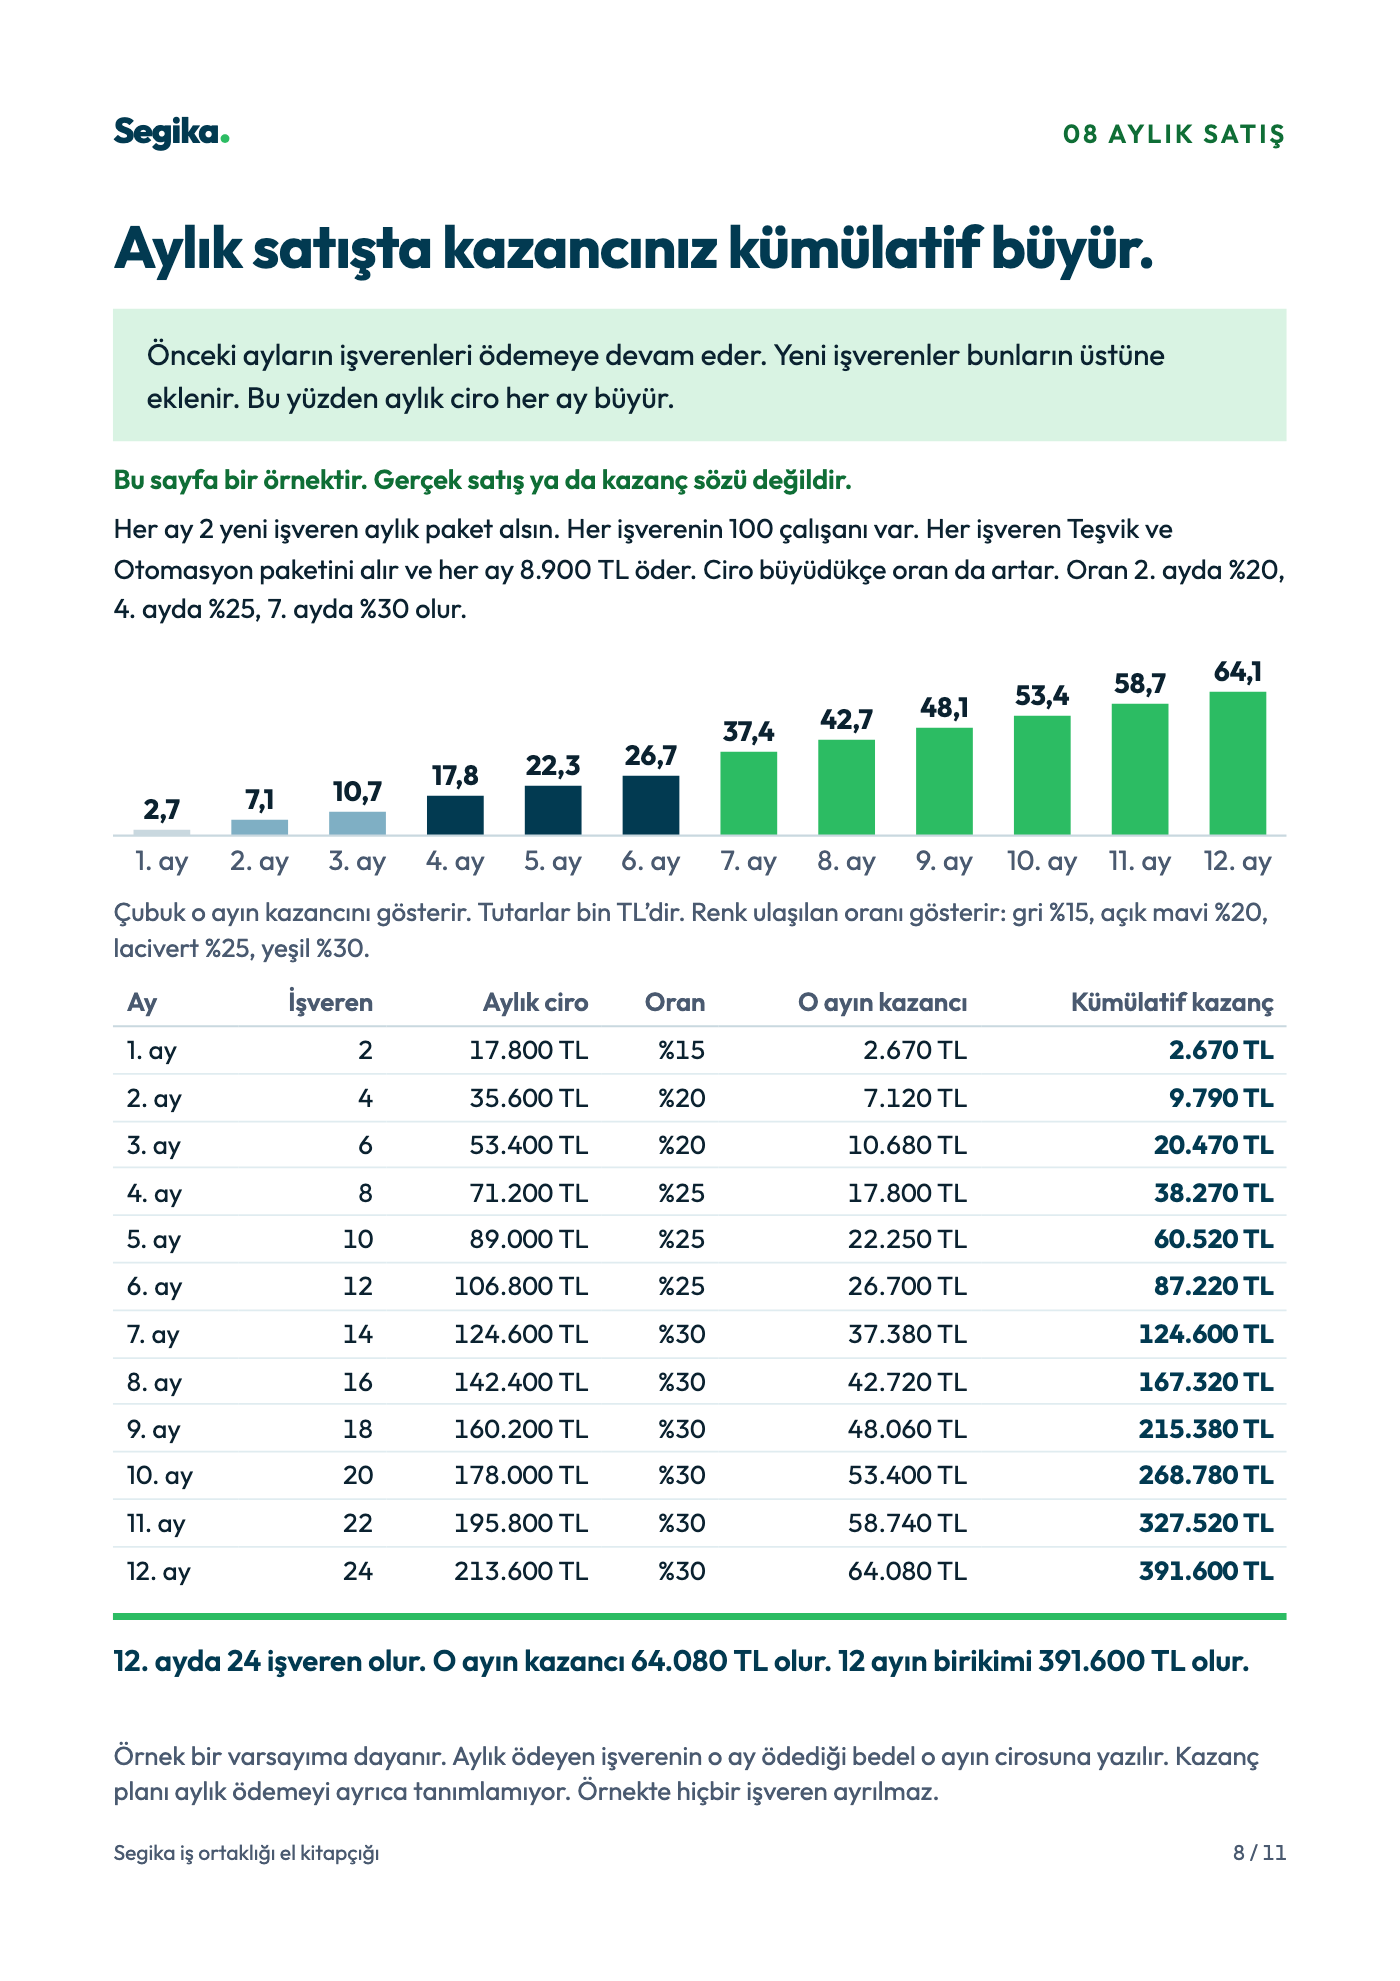 Segika.
08 AYLIK SATIŞ
Aylık satışta kazancınız kümülatif büyür.
Önceki ayların işverenleri ödemeye devam eder. Yeni işverenler bunların üstüne
eklenir. Bu yüzden aylık ciro her ay büyür.
Bu sayfa bir örnektir. Gerçek satış ya da kazanç sözü değildir.
Her ay 2 yeni işveren aylık paket alsın. Her işverenin 100 çalışanı var. Her işveren Teşvik ve
Otomasyon paketini alır ve her ay 8.900 TL öder. Ciro büyüdükçe oran da artar. Oran 2. ayda %20,
4. ayda %25, 7. ayda %30 olur.
2,7 7,1 10,7 17,8 22,3 26,7 37,4 42,7 48,1 53,4 58,7 64,1
1. ay 2. ay 3. ay 4. ay 5. ay 6. ay 7. ay 8. ay 9. ay 10. ay 11. ay 12. ay
Çubuk o ayın kazancını gösterir. Tutarlar bin TL’dir. Renk ulaşılan oranı gösterir: gri %15, açık mavi %20,
lacivert %25, yeşil %30.
Ay İşveren Aylık ciro Oran O ayın kazancı Kümülatif kazanç
1. ay 2 17.800 TL %15 2.670 TL 2.670 TL
2. ay 4 35.600 TL %20 7.120 TL 9.790 TL
3. ay 6 53.400 TL %20 10.680 TL 20.470 TL
4. ay 8 71.200 TL %25 17.800 TL 38.270 TL
5. ay 10 89.000 TL %25 22.250 TL 60.520 TL
6. ay 12 106.800 TL %25 26.700 TL 87.220 TL
7. ay 14 124.600 TL %30 37.380 TL 124.600 TL
8. ay 16 142.400 TL %30 42.720 TL 167.320 TL
9. ay 18 160.200 TL %30 48.060 TL 215.380 TL
10. ay 20 178.000 TL %30 53.400 TL 268.780 TL
11. ay 22 195.800 TL %30 58.740 TL 327.520 TL
12. ay 24 213.600 TL %30 64.080 TL 391.600 TL
12. ayda 24 işveren olur. O ayın kazancı 64.080 TL olur. 12 ayın birikimi 391.600 TL olur.
Örnek bir varsayıma dayanır. Aylık ödeyen işverenin o ay ödediği bedel o ayın cirosuna yazılır. Kazanç
planı aylık ödemeyi ayrıca tanımlamıyor. Örnekte hiçbir işveren ayrılmaz.
Segika iş ortaklığı el kitapçığı
8 / 11